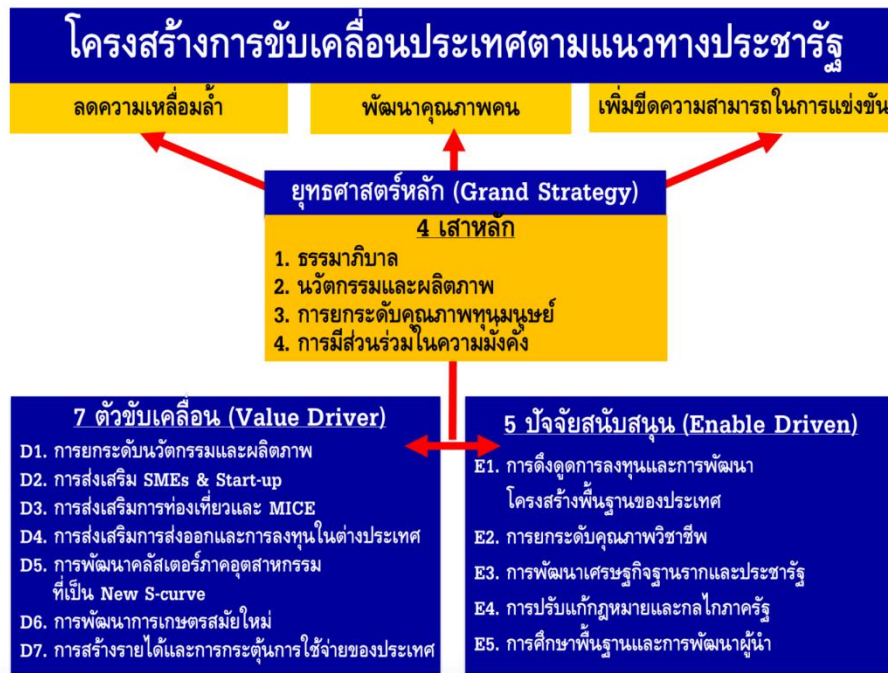 โครงสร้างการขับเคลื่อนประเทศตามแนวทางประชารัฐ
ลดความเหลื่อมล้ำ
พัฒนาคุณภาพคน
เพิ่มขีดความสามารถในการแข่งขัน
ยุทธศาสตร์หลัก (Grand Strategy)
4 เสาหลัก
1. ธรรมาภิบาล
2. นวัตกรรมและผลิตภาพ
3. การยกระดับคุณภาพทุนมนุษย์
4. การมีส่วนร่วมในความมั่งคั่ง
7 ตัวขับเคลื่อน (Value Driver)
D1. การยกระดับนวัตกรรมและผลิตภาพ
D2. การส่งเสริม SMEs & Start-up
D3. การส่งเสริมการท่องเที่ยวและ MICE
D4. การส่งเสริมการส่งออกและการลงทุนในต่างประเทศ
D5. การพัฒนาคลัสเตอร์ภาคอุตสาหกรรม
ที่เป็น New S-curve
D6. การพัฒนาการเกษตรสมัยใหม่
D7. การสร้างรายได้และการกระตุ้นการใช้จ่ายของประเทศ
5 ปัจจัยสนับสนุน (Enable Driven)
E1. การดึงดูดการลงทุนและการพัฒนา
โครงสร้างพื้นฐานของประเทศ
E2. การยกระดับคุณภาพวิชาชีพ
E3. การพัฒนาเศรษฐกิจฐานรากและประชารัฐ
E4. การปรับแก้กฎหมายและกลไกภาครัฐ
E5. การศึกษาพื้นฐานและการพัฒนาผู้นำ